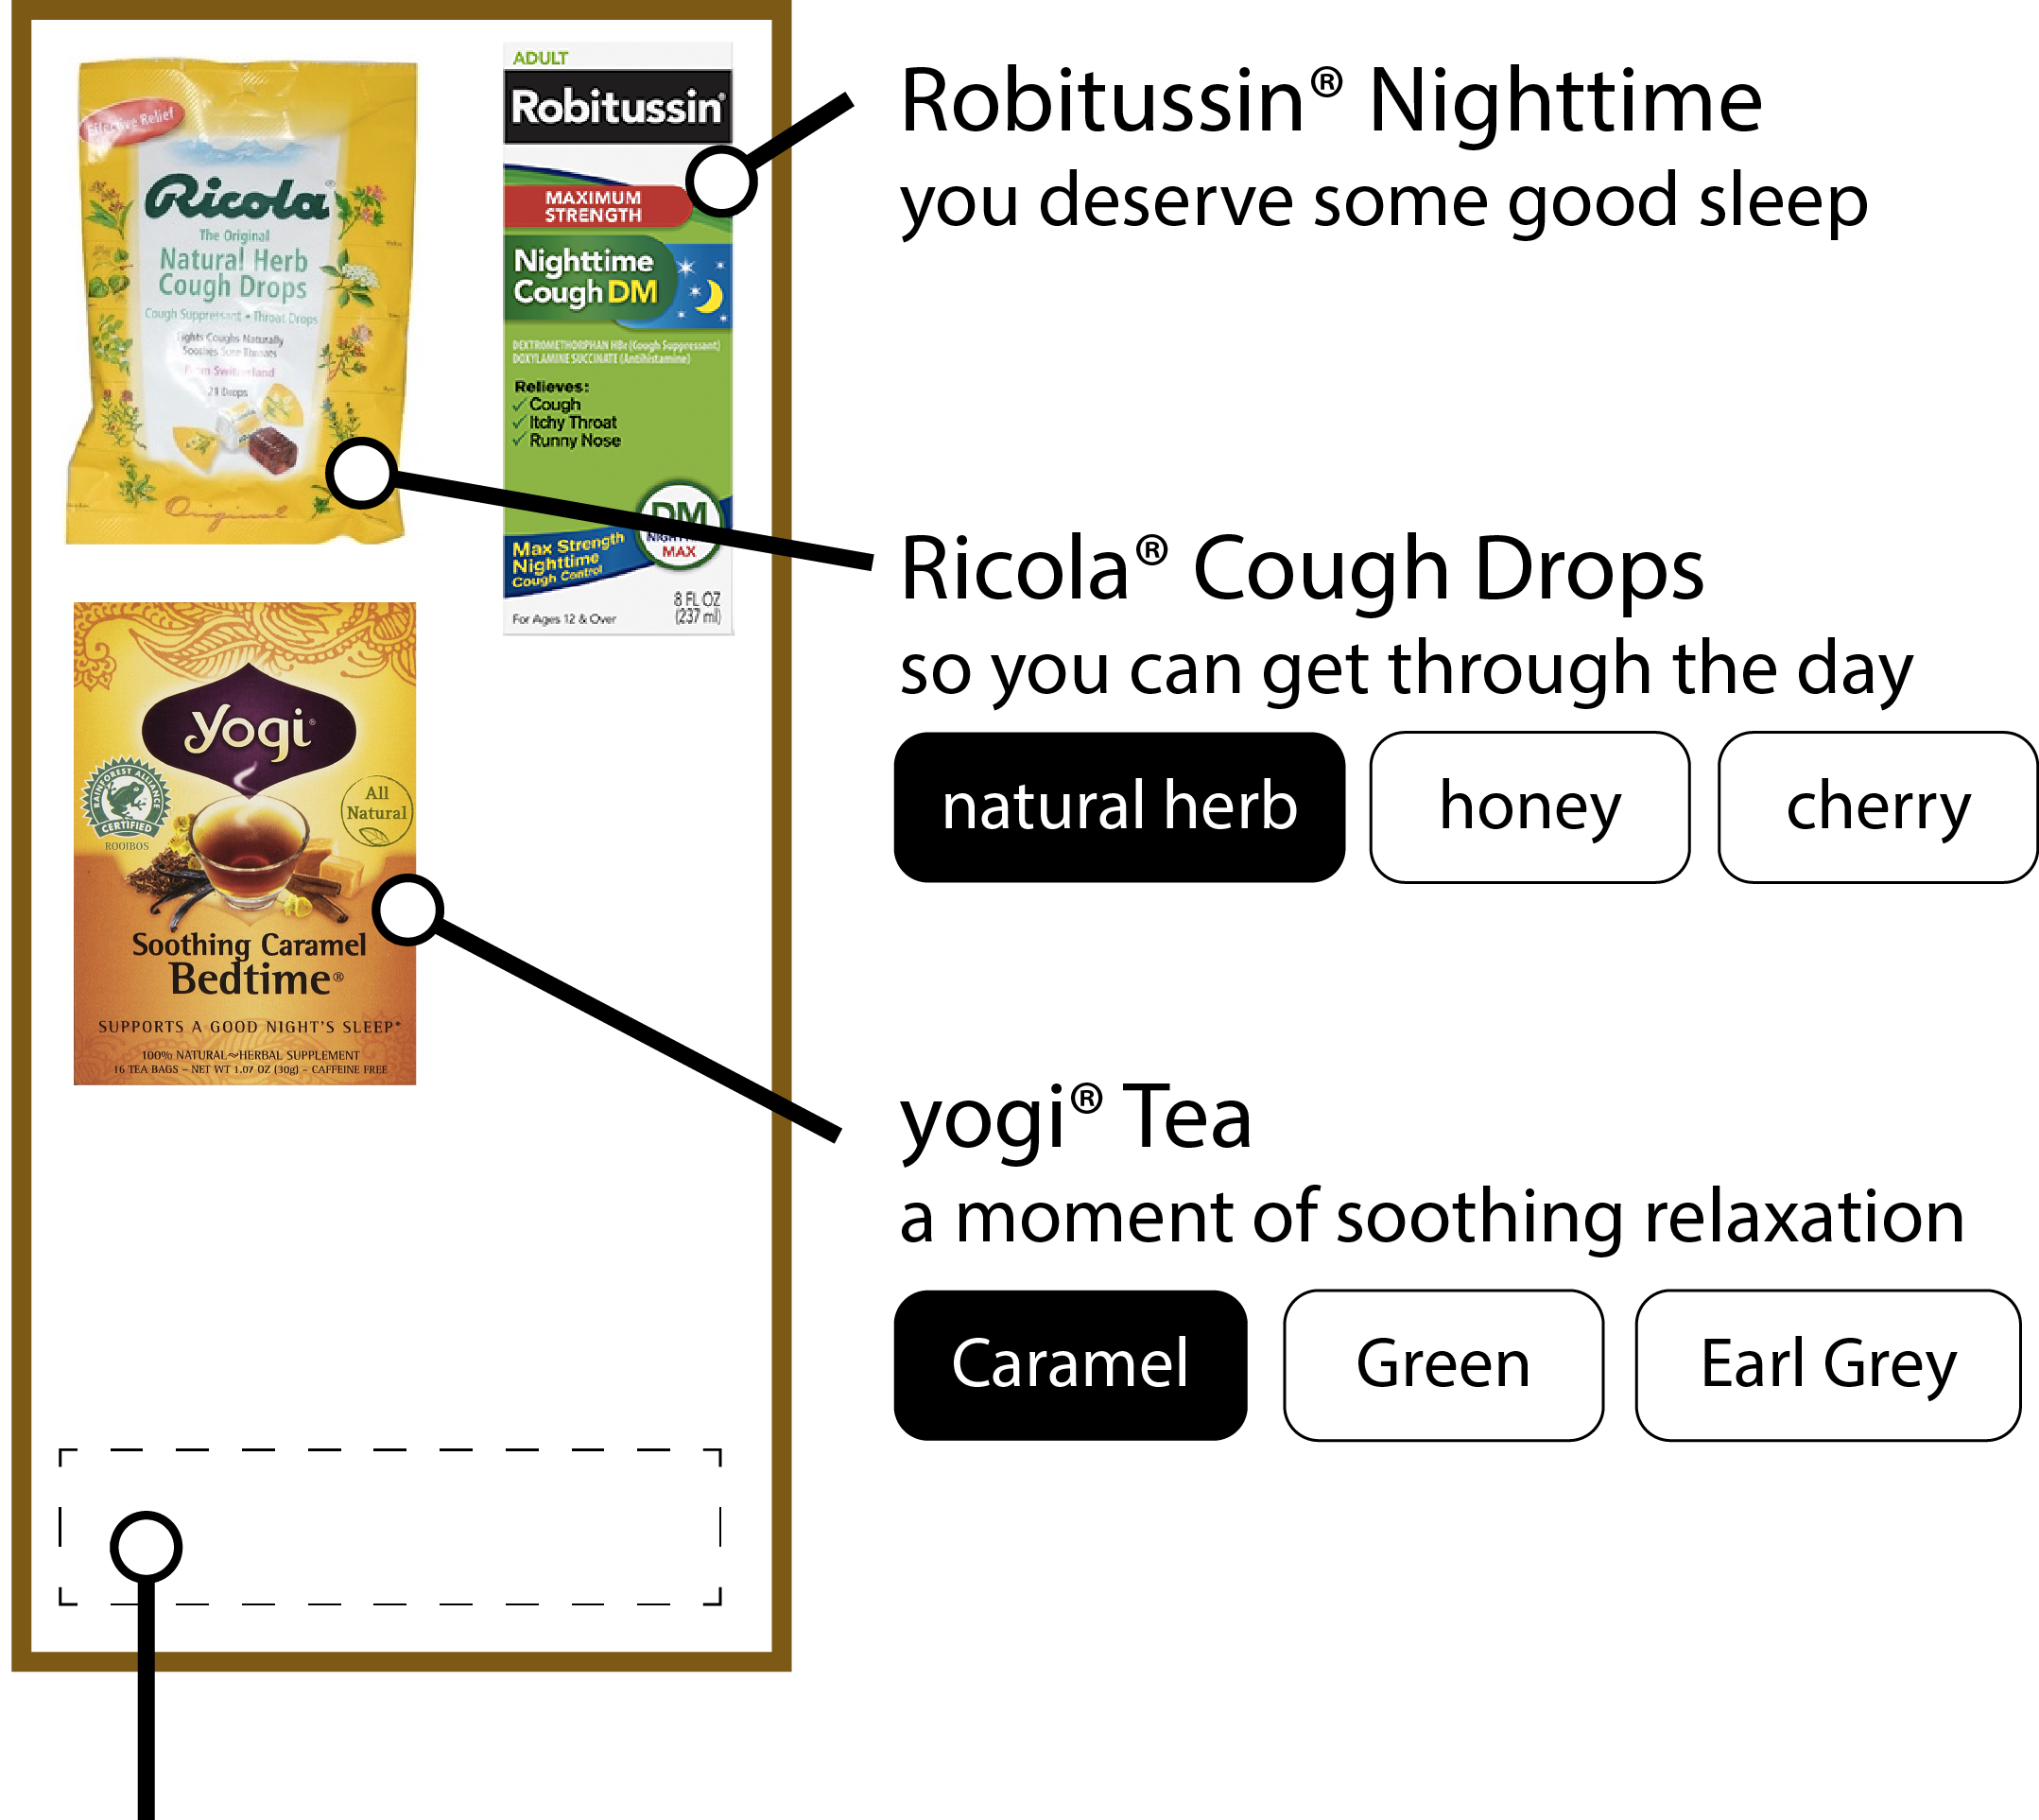 Effective Relief
Ricola®
The Original
Natural Herb
Cough Drops
Cough Suppressant • Throat Drops
Fights Coughs Naturally
Soothes Sore Throats
From Switzerland
Drops
Original
ADULT
Robitussin®
MAXIMUM
STRENGTH
Nighttime
Cough DM
DEXTROMETHORPHAN HBr (Cough Suppressant)
DOXYLAMINE SUCCINATE (Antihistamine)
Relieves:
Cough
Itchy Throat
Runny Nose
DM
MAX
Max Strength
Nighttime
Cough Control
8 FL OZ
(237 ml)
For Ages 12 & Over
Robitussin® Nighttime
you deserve some good sleep
Ricola® Cough Drops
so you can get through the day
natural herb honey cherry
yogi®
RAINFOREST ALLIANCE
CERTIFIED
ROOIBOS
All
Natural
Soothing Caramel
Bedtime®
SUPPORTS A GOOD NIGHT'S SLEEP*
100% NATURAL~HERBAL SUPPLEMENT
16 TEA BAGS – NET WT 1.07 OZ (30g) – CAFFEINE FREE
yogi® Tea
a moment of soothing relaxation
Caramel Green Earl Grey